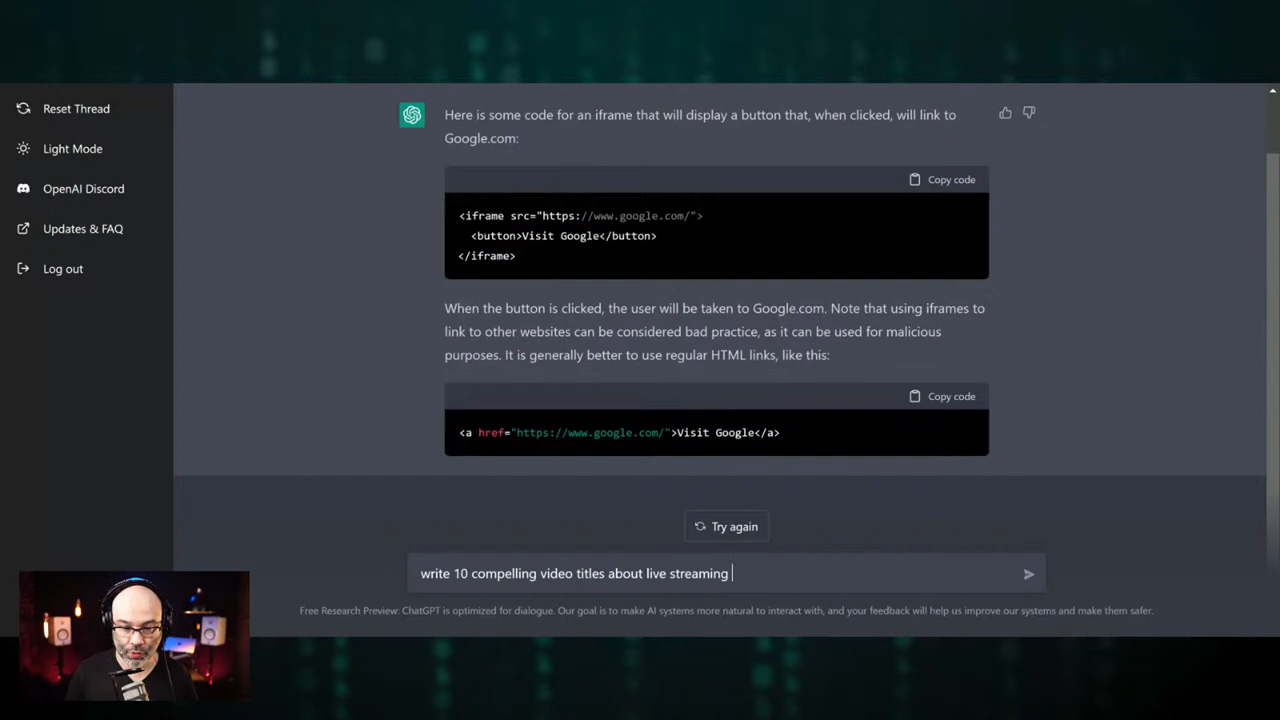 Reset Thread
Light Mode
OpenAI Discord
Updates & FAQ
Log out
Here is some code for an iframe that will display a button that, when clicked, will link to
Google.com:
Copy code
<iframe src="https://www.google.com/">
<button>Visit Google</button>
</iframe>
When the button is clicked, the user will be taken to Google.com. Note that using iframes to
link to other websites can be considered bad practice, as it can be used for malicious
purposes. It is generally better to use regular HTML links, like this:
Copy code
<a href="https://www.google.com/">Visit Google</a>
Try again
write 10 compelling video titles about live streaming
Free Research Preview: ChatGPT is optimized for dialogue. Our goal is to make AI systems more natural to interact with, and your feedback will help us improve our systems and make them safer.